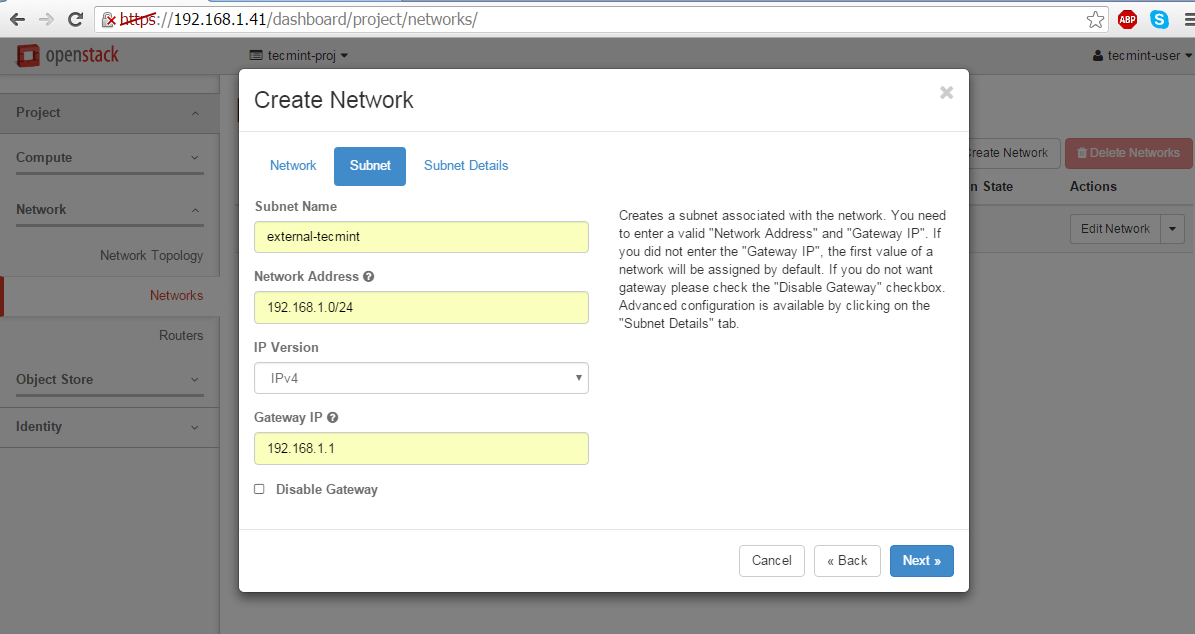 https://192.168.1.41/dashboard/project/networks/
ABP
S
openstack
tecmint-proj
tecmint-user
Project
Compute
Network
Network Topology
Networks
Routers
Object Store
Identity
Create Network
Network
Subnet
Subnet Details
Subnet Name
external-tecmint
Network Address
192.168.1.0/24
IP Version
IPv4
Gateway IP
192.168.1.1
Disable Gateway
Creates a subnet associated with the network. You need
to enter a valid "Network Address" and "Gateway IP". If
you did not enter the "Gateway IP", the first value of a
network will be assigned by default. If you do not want
gateway please check the "Disable Gateway" checkbox.
Advanced configuration is available by clicking on the
"Subnet Details" tab.
Cancel
« Back
Next »
reate Network
Delete Networks
n State
Actions
Edit Network